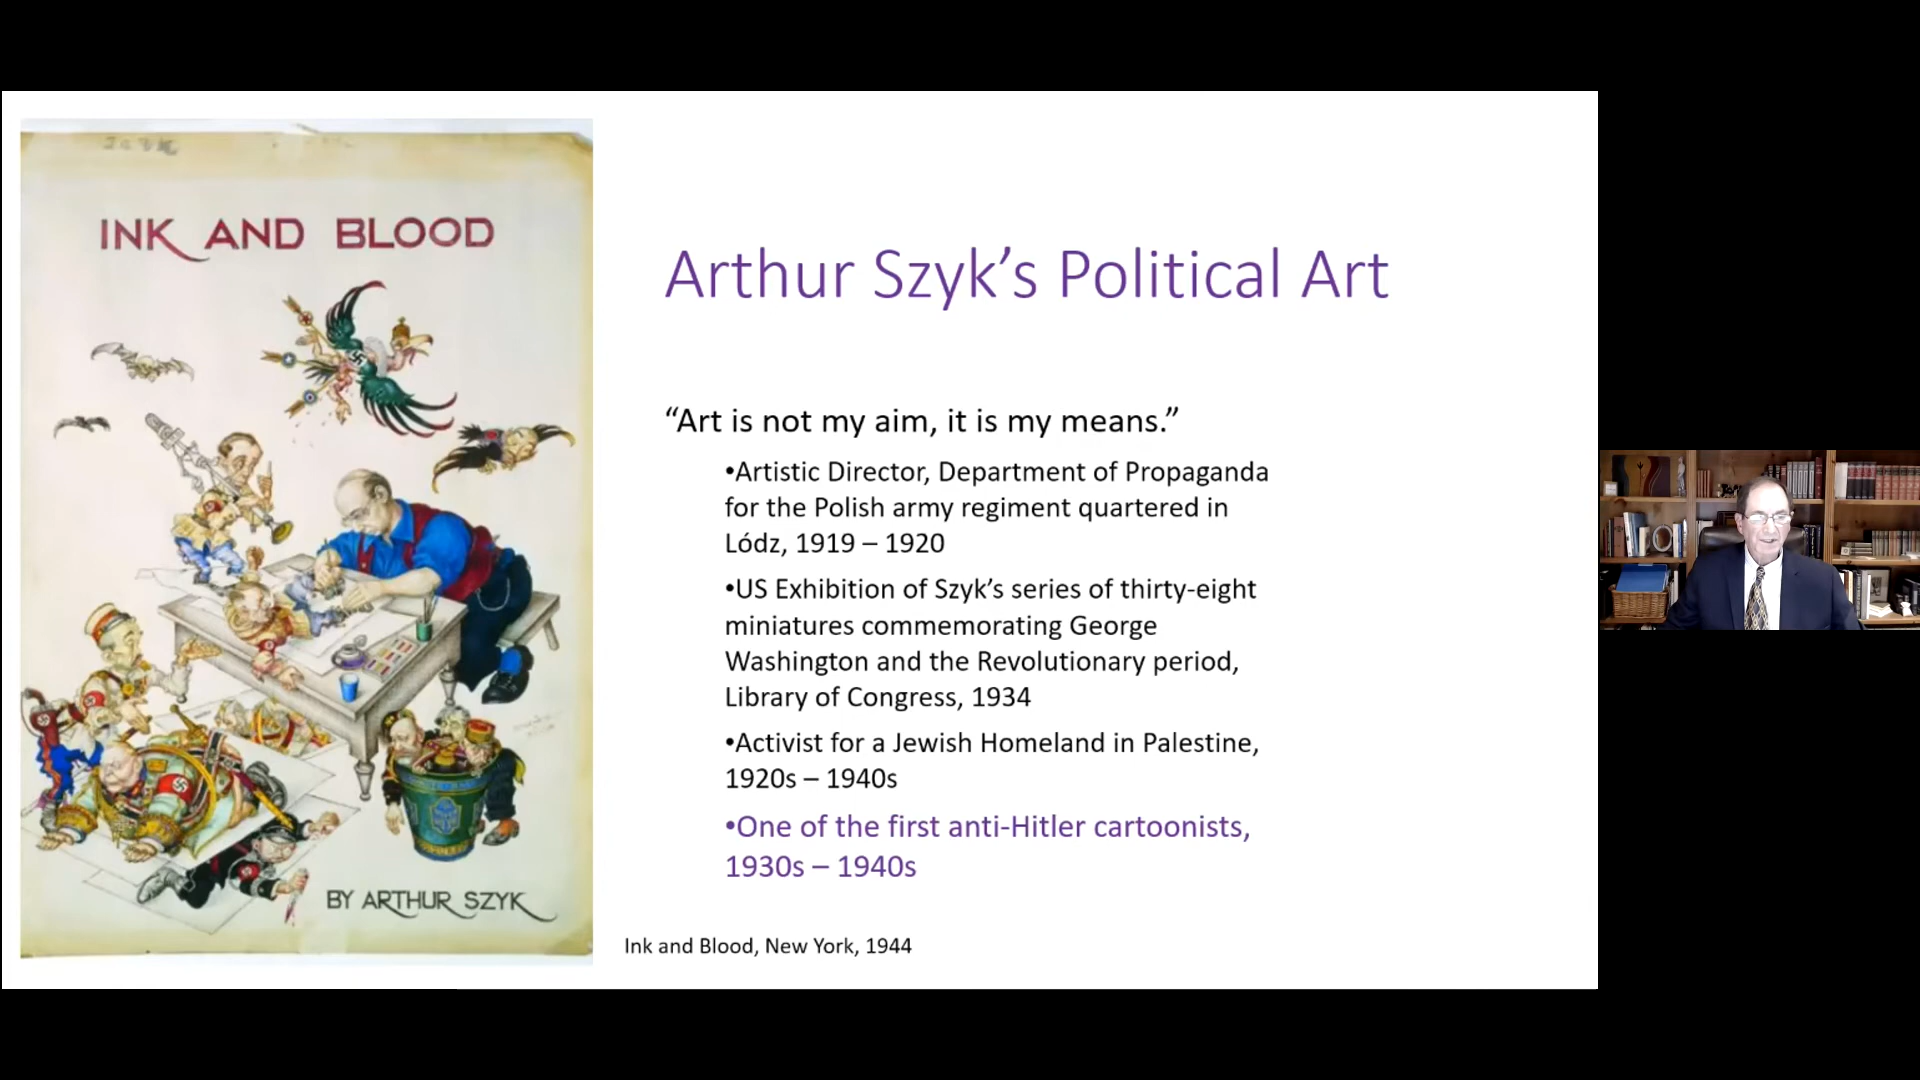 INK AND BLOOD
BY ARTHUR SZYK
Arthur Szyk’s Political Art
“Art is not my aim, it is my means.”
•Artistic Director, Department of Propaganda
for the Polish army regiment quartered in
Lódz, 1919 – 1920
•US Exhibition of Szyk’s series of thirty-eight
miniatures commemorating George
Washington and the Revolutionary period,
Library of Congress, 1934
•Activist for a Jewish Homeland in Palestine,
1920s – 1940s
•One of the first anti-Hitler cartoonists,
1930s – 1940s
Ink and Blood, New York, 1944